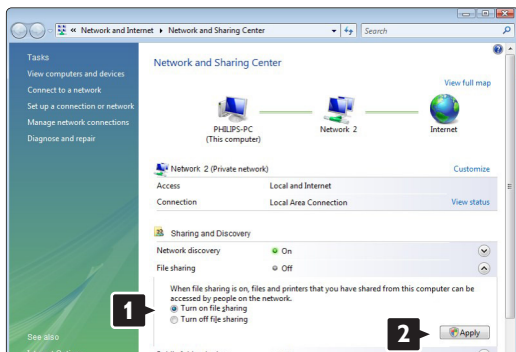 « Network and Internet ▸ Network and Sharing Center
Search
Tasks
View computers and devices
Connect to a network
Set up a connection or network
Manage network connections
Diagnose and repair
See also
Network and Sharing Center
View full map
PHILIPS-PC
(This computer)
Network 2
Internet
Network 2 (Private network)
Customize
Access
Local and Internet
Connection
Local Area Connection
View status
Sharing and Discovery
Network discovery
On
File sharing
Off
When file sharing is on, files and printers that you have shared from this computer can be
accessed by people on the network.
1
Turn on file sharing
Turn off file sharing
2
Apply